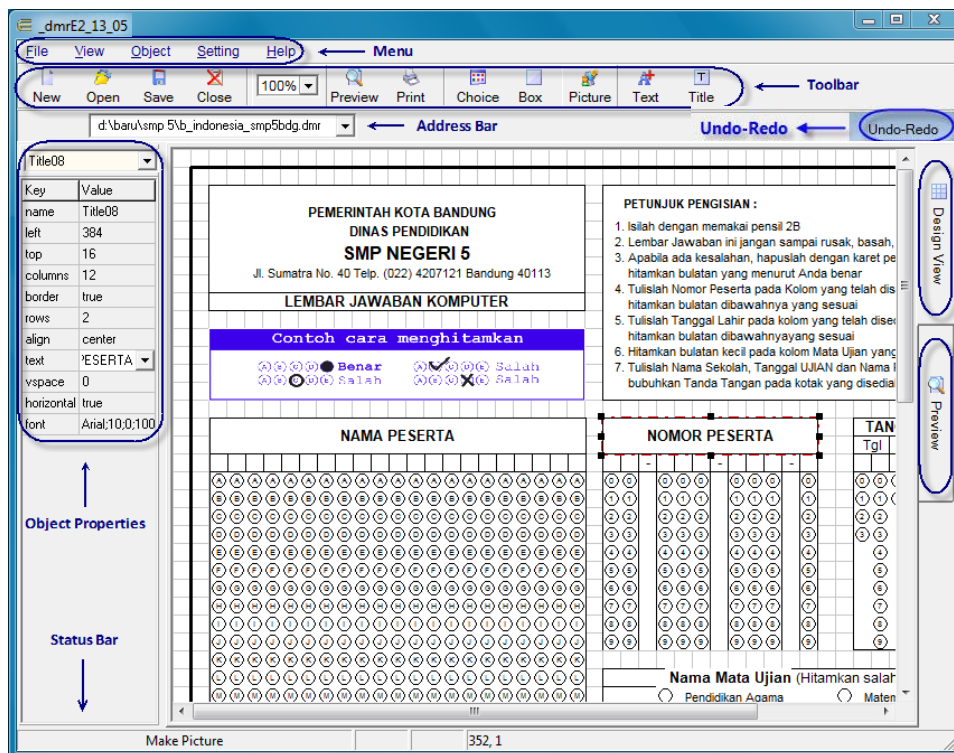 _dmrE2_13_05
File View Object Setting Help Menu
New Open Save Close 100% Preview Print Choice Box Picture Text Title Toolbar
d:\baru\smp 5\b_indonesia_smp5bdg.dmr Address Bar Undo-Redo Undo-Redo
Title08
Key Value
name Title08
left 384
top 16
columns 12
border true
rows 2
align center
text 'ESERTA
vspace 0
horizontal true
font Arial;10;0;100
Object Properties
Status Bar
PEMERINTAH KOTA BANDUNG
DINAS PENDIDIKAN
SMP NEGERI 5
Jl. Sumatra No. 40 Telp. (022) 4207121 Bandung 40113
LEMBAR JAWABAN KOMPUTER
Contoh cara menghitamkan
Benar Salah
Salah Salah
PETUNJUK PENGISIAN :
1. Isilah dengan memakai pensil 2B
2. Lembar Jawaban ini jangan sampai rusak, basah,
3. Apabila ada kesalahan, hapuslah dengan karet pe
hitamkan bulatan yang menurut Anda benar
4. Tulislah Nomor Peserta pada Kolom yang telah dis
hitamkan bulatan dibawahnya yang sesuai
5. Tulislah Tanggal Lahir pada kolom yang telah dised
hitamkan bulatan dibawahnyayang sesuai
6. Hitamkan bulatan kecil pada kolom Mata Ujian yang
7. Tulislah Nama Sekolah, Tanggal UJIAN dan Nama
bubuhkan Tanda Tangan pada kotak yang disedia
NAMA PESERTA
NOMOR PESERTA
TAN
Tgl
- - -
Nama Mata Ujian (Hitamkan salah
Pendidikan Agama Matem
Design View
Preview
Make Picture 352, 1